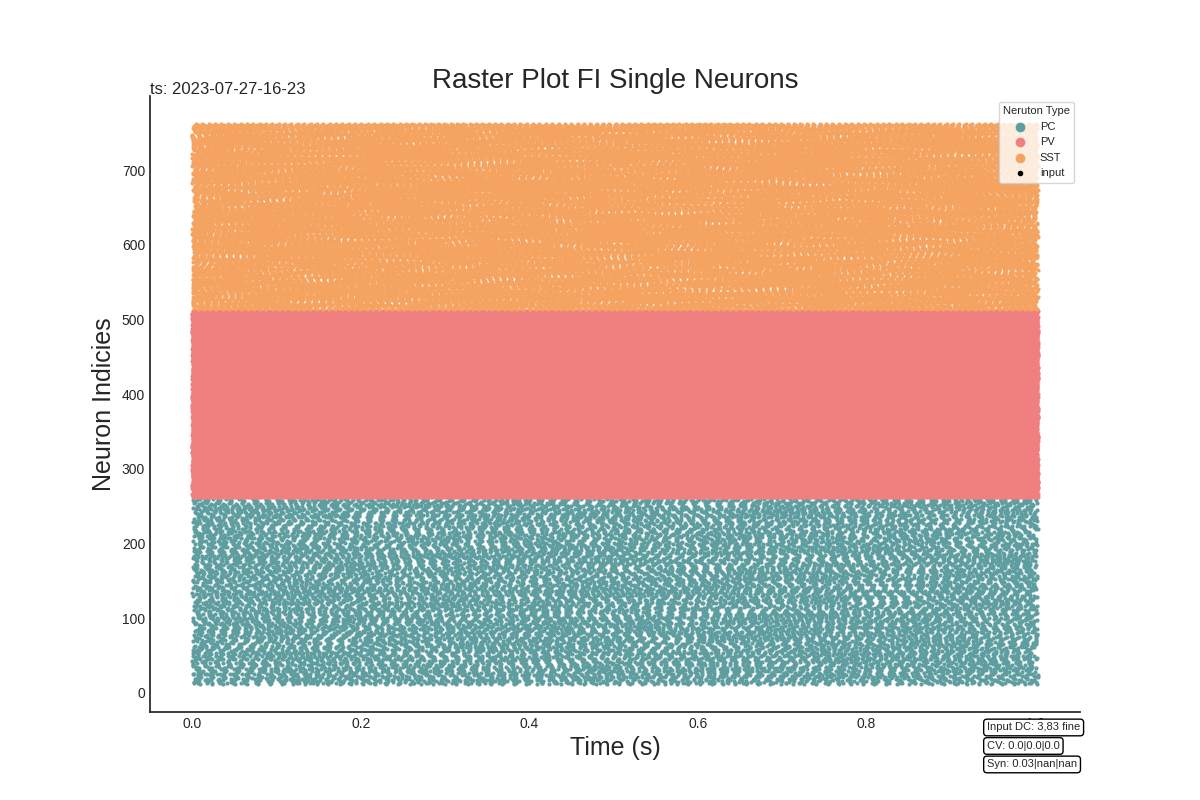 Raster Plot FI Single Neurons
ts: 2023-07-27-16-23
Neruton Type
PC
PV
SST
input
Neuron Indicies
700
600
500
400
300
200
100
0
0.0
0.2
0.4
0.6
0.8
Time (s)
Input DC: 3,83 fine
CV: 0.0|0.0|0.0
Syn: 0.03|nan|nan